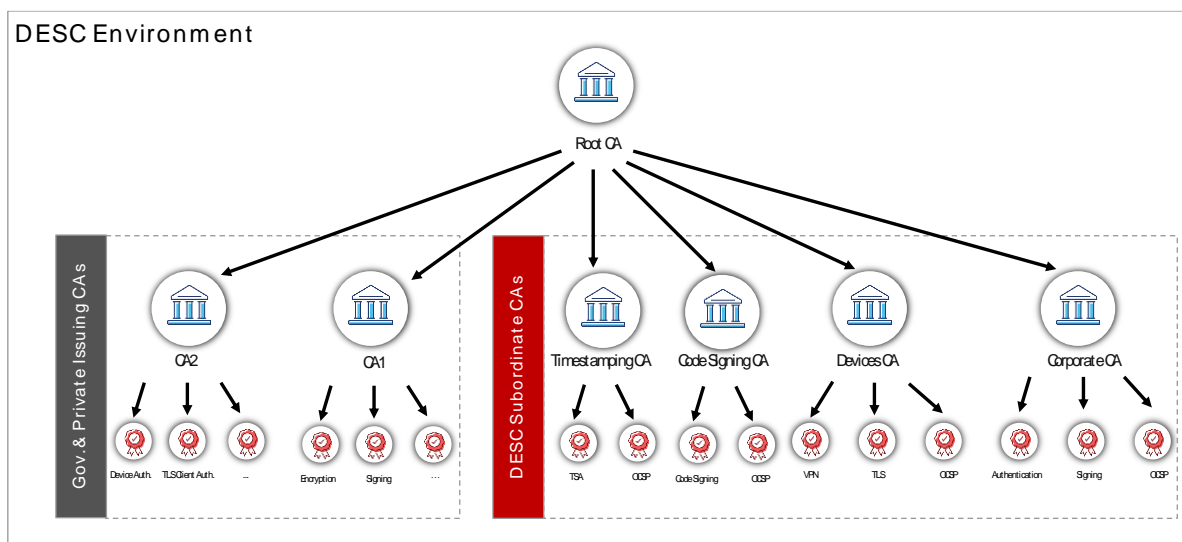 DESC Environment
Root CA
Gov. & Private Issuing CAs
DESC Subordinate CAs
CA2
CA1
Timestamping CA
Code Signing CA
Devices CA
Corporate CA
Device Auth.
TLS Client Auth.
...
Encryption
Signing
...
TSA
OCSP
Code Signing
OCSP
VPN
TLS
OCSP
Authentication
Signing
OCSP